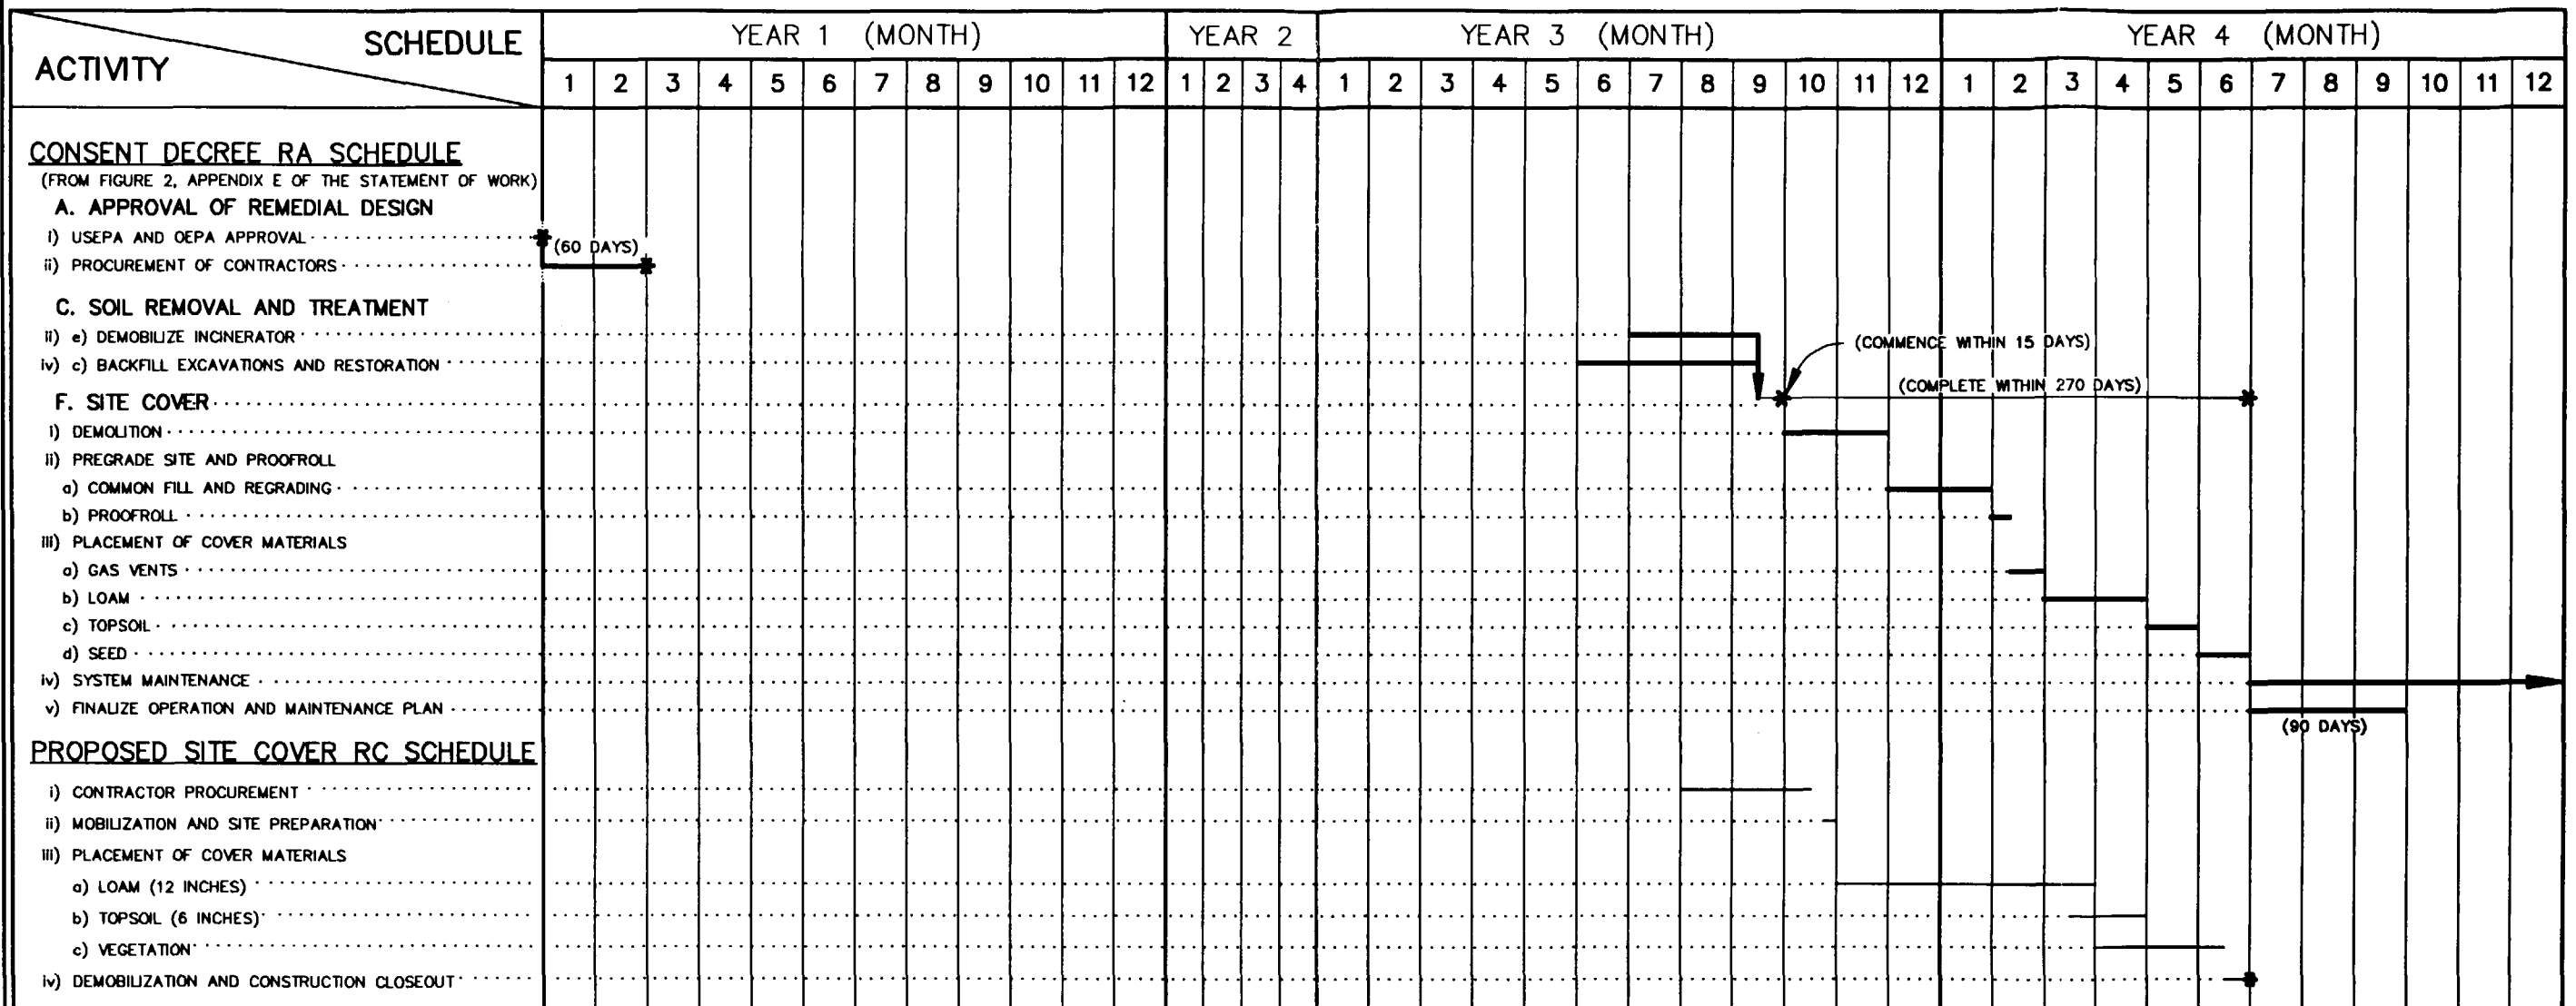 SCHEDULE
ACTIVITY
YEAR 1 (MONTH) YEAR 2 YEAR 3 (MONTH) YEAR 4 (MONTH)
1 2 3 4 5 6 7 8 9 10 11 12 1 2 3 4 1 2 3 4 5 6 7 8 9 10 11 12 1 2 3 4 5 6 7 8 9 10 11 12
CONSENT DECREE RA SCHEDULE
(FROM FIGURE 2, APPENDIX E OF THE STATEMENT OF WORK)
A. APPROVAL OF REMEDIAL DESIGN
i) USEPA AND OEPA APPROVAL
(60 DAYS)
ii) PROCUREMENT OF CONTRACTORS
C. SOIL REMOVAL AND TREATMENT
ii) e) DEMOBILIZE INCINERATOR
(COMMENCE WITHIN 15 DAYS)
iv) c) BACKFILL EXCAVATIONS AND RESTORATION
(COMPLETE WITHIN 270 DAYS)
F. SITE COVER
i) DEMOLITION
ii) PREGRADE SITE AND PROOFROLL
a) COMMON FILL AND REGRADING
b) PROOFROLL
iii) PLACEMENT OF COVER MATERIALS
a) GAS VENTS
b) LOAM
c) TOPSOIL
d) SEED
iv) SYSTEM MAINTENANCE
v) FINALIZE OPERATION AND MAINTENANCE PLAN
(90 DAYS)
PROPOSED SITE COVER RC SCHEDULE
i) CONTRACTOR PROCUREMENT
ii) MOBILIZATION AND SITE PREPARATION
iii) PLACEMENT OF COVER MATERIALS
a) LOAM (12 INCHES)
b) TOPSOIL (6 INCHES)
c) VEGETATION
iv) DEMOBILIZATION AND CONSTRUCTION CLOSEOUT